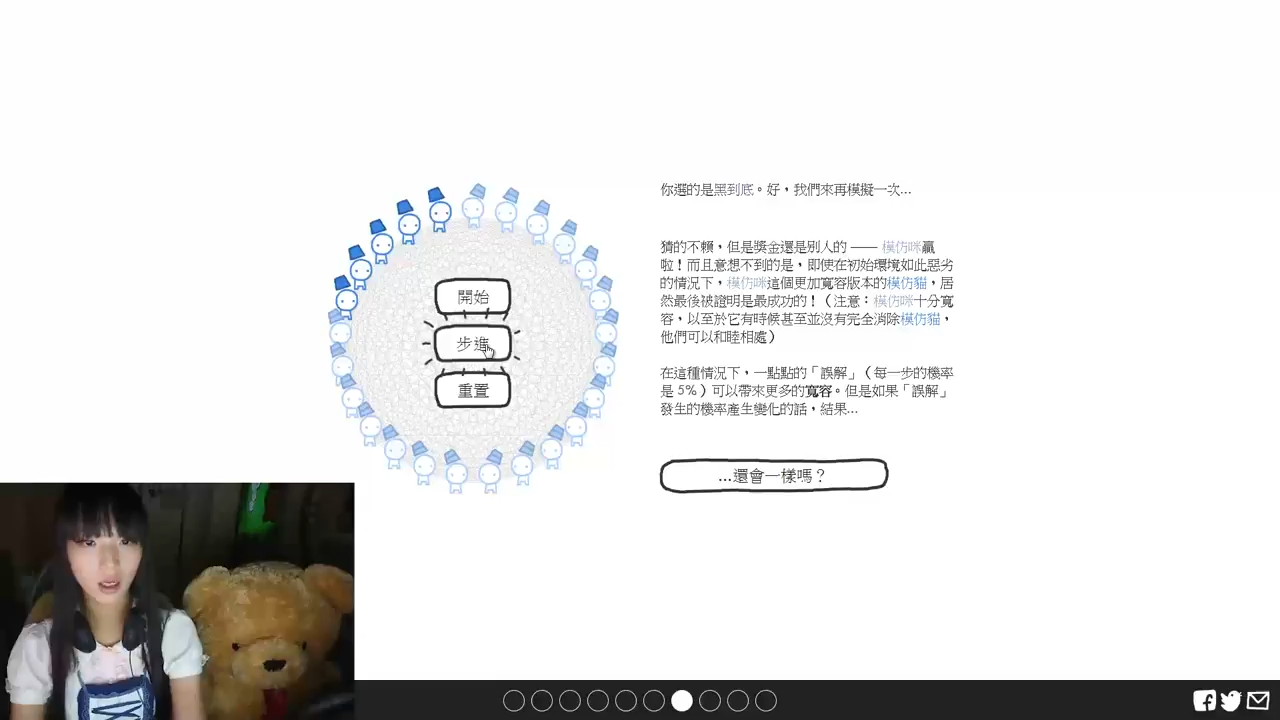 你選的是黑到底。好，我們來再模擬一次...
猜的不賴，但是獎金還是別人的 —— 模仿咪贏
啦！而且意想不到的是，即使在初始環境如此惡劣
的情況下，模仿咪這個更加寬容版本的模仿貓，居
然最後被證明是最成功的！（注意：模仿咪十分寬
容，以至於它有時候甚至並沒有完全消除模仿貓，
他們可以和睦相處）
在這種情況下，一點點的「誤解」（每一步的機率
是 5%）可以帶來更多的寬容。但是如果「誤解」
發生的機率產生變化的話，結果...
...還會一樣嗎？
開始
步進
重置